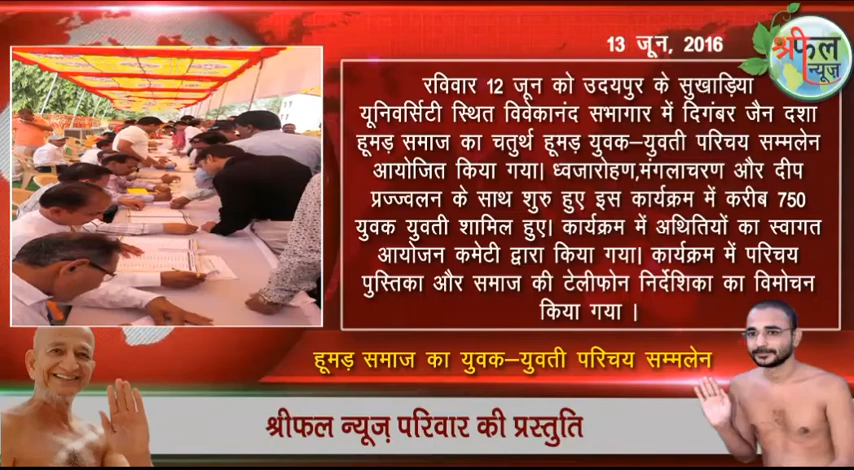 13 जून, 2016
श्रीफल
न्यूज़
रविवार 12 जून को उदयपुर के सुखाड़िया
यूनिवर्सिटी स्थित विवेकानंद सभागार में दिगंबर जैन दशा
हूमड़ समाज का चतुर्थ हूमड़ युवक–युवती परिचय सम्मलेन
आयोजित किया गया। ध्वजारोहण,मंगलाचरण और दीप
प्रज्ज्वलन के साथ शुरु हुए इस कार्यक्रम में करीब 750
युवक युवती शामिल हुए। कार्यक्रम में अथितियों का स्वागत
आयोजन कमेटी द्वारा किया गया। कार्यक्रम में परिचय
पुस्तिका और समाज की टेलीफोन निर्देशिका का विमोचन
किया गया ।
हूमड़ समाज का युवक–युवती परिचय सम्मलेन
श्रीफल न्यूज़ परिवार की प्रस्तुति